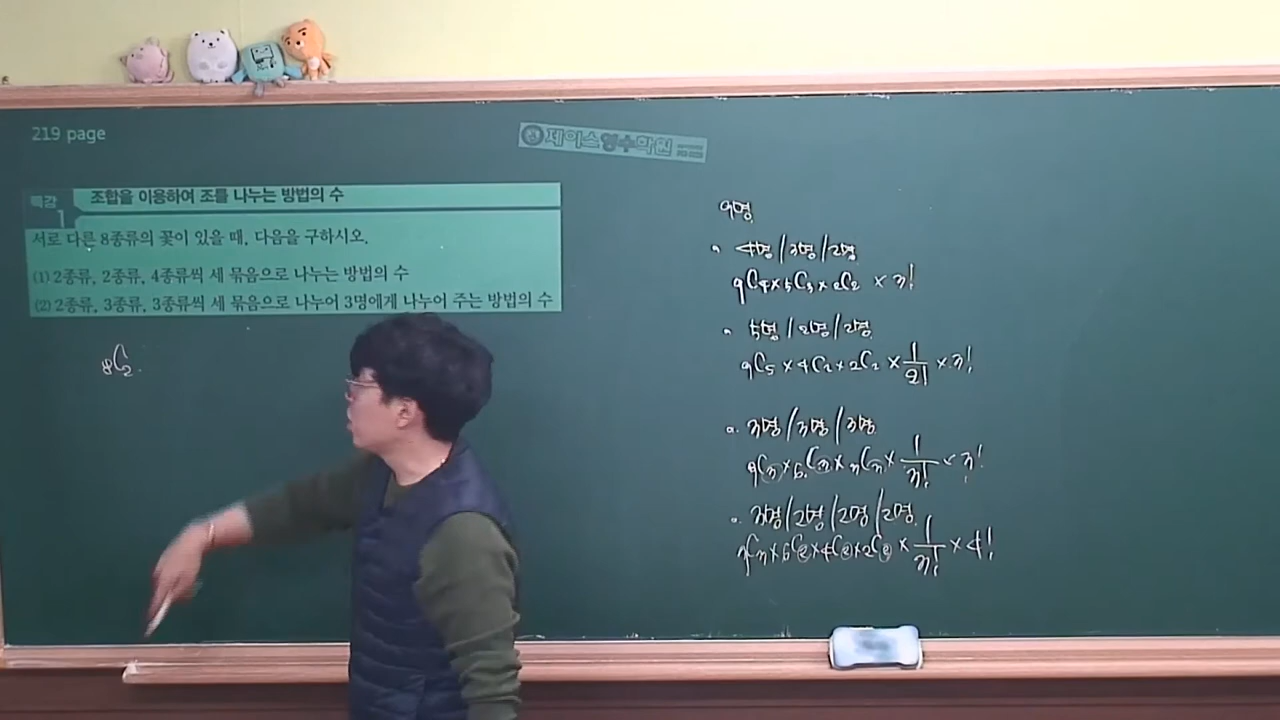 219 page
제이스영수학원
특강 1
조합을 이용하여 조를 나누는 방법의 수
서로 다른 8종류의 꽃이 있을 때, 다음을 구하시오.
(1) 2종류, 2종류, 4종류씩 세 묶음으로 나누는 방법의 수
(2) 2종류, 3종류, 3종류씩 세 묶음으로 나누어 3명에게 나누어 주는 방법의 수
8C2
9명
4명/3명/2명
9C4×5C3×2C2 ×3!
5명/2명/2명
9C5×4C2×2C2×1/2!×3!
3명/3명/3명
9C3×6C3×3C3×1/3!×3!
3명/2명/2명/2명
9C3×6C2×4C2×2C2×1/3!×4!